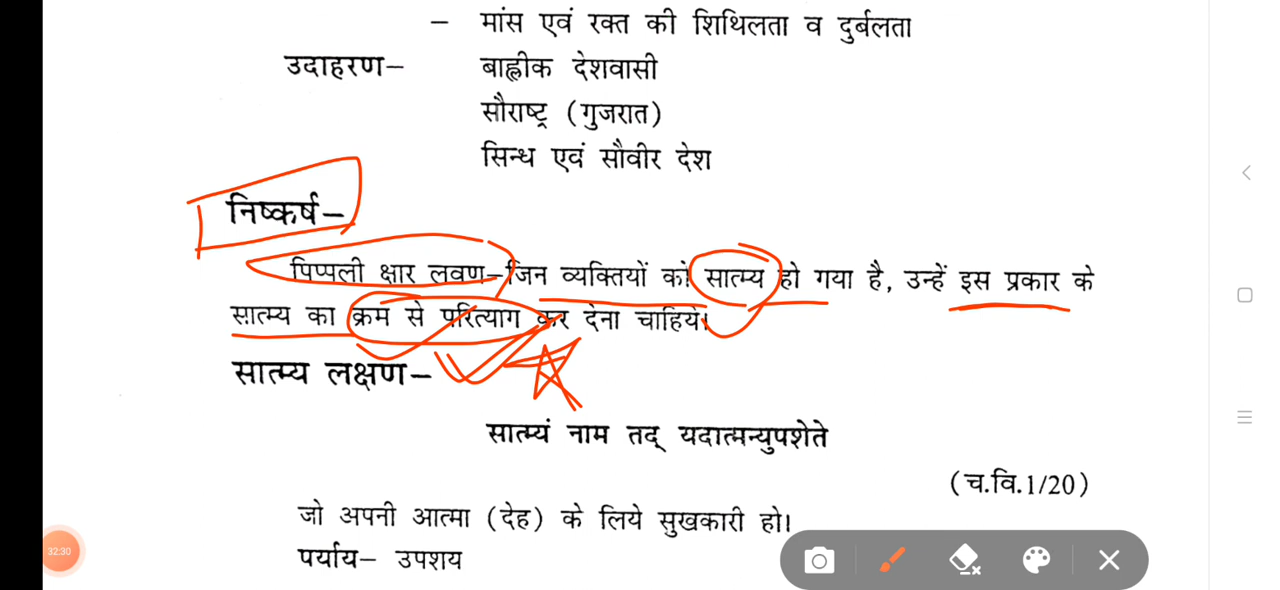 – मांस एवं रक्त की शिथिलता व दुर्बलता
उदाहरण– बाह्लीक देशवासी
सौराष्ट्र (गुजरात)
सिन्ध एवं सौवीर देश
निष्कर्ष–
पिप्पली क्षार लवण–जिन व्यक्तियों को सात्म्य हो गया है, उन्हें इस प्रकार के
सात्म्य का क्रम से परित्याग कर देना चाहिये।
सात्म्य लक्षण–
सात्म्यं नाम तद् यदात्मन्युपशेते
(च.वि.1/20)
जो अपनी आत्मा (देह) के लिये सुखकारी हो।
पर्याय– उपशय
32:30